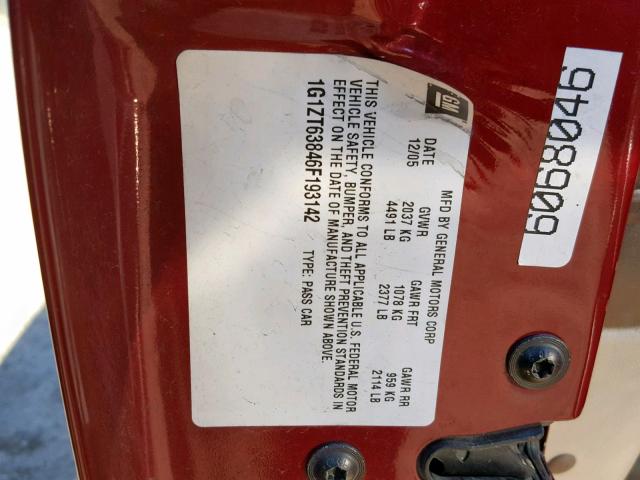 GM
MFD BY GENERAL MOTORS CORP
DATE GVWR GAWR FRT GAWR RR
12/05 2037 KG 1078 KG 959 KG
4491 LB 2377 LB 2114 LB
THIS VEHICLE CONFORMS TO ALL APPLICABLE U.S. FEDERAL MOTOR
VEHICLE SAFETY, BUMPER, AND THEFT PREVENTION STANDARDS IN
EFFECT ON THE DATE OF MANUFACTURE SHOWN ABOVE.
1G1ZT63846F193142 TYPE: PASS CAR
6068046